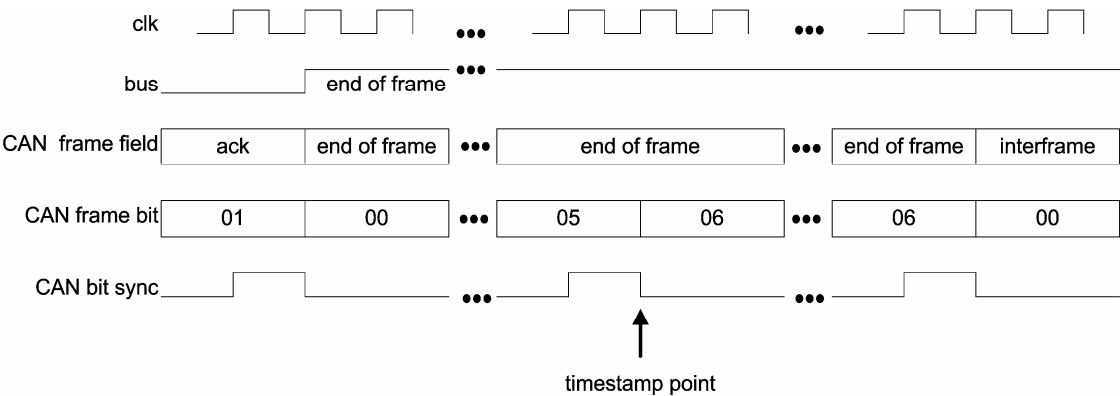 clk
bus end of frame
CAN frame field ack end of frame end of frame end of frame interframe
CAN frame bit 01 00 05 06 06 00
CAN bit sync
timestamp point